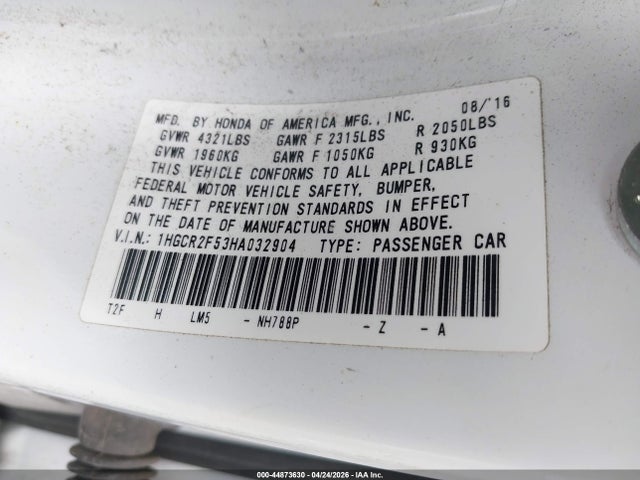 MFD. BY HONDA OF AMERICA MFG., INC. 08/'16
GVWR 4321LBS GAWR F 2315LBS R 2050LBS
GVWR 1960KG GAWR F 1050KG R 930KG
THIS VEHICLE CONFORMS TO ALL APPLICABLE
FEDERAL MOTOR VEHICLE SAFETY, BUMPER,
AND THEFT PREVENTION STANDARDS IN EFFECT
ON THE DATE OF MANUFACTURE SHOWN ABOVE.
V.I.N.: 1HGCR2F53HA032904 TYPE: PASSENGER CAR
T2F H LM5 - NH788P - Z - A
000-44873630 - 04/24/2026 - IAA Inc.